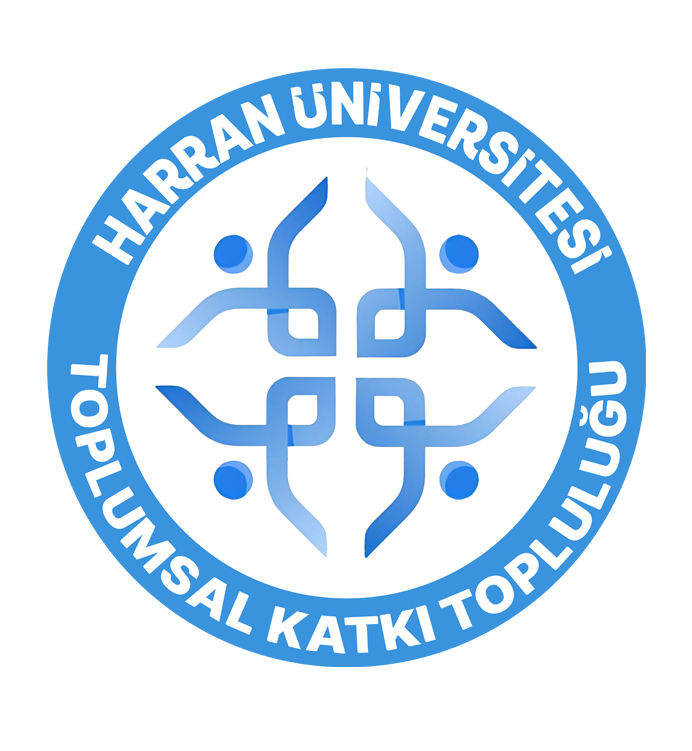 HARRAN ÜNİVERSİTESİ
TOPLUMSAL KATKI TOPLULUĞU